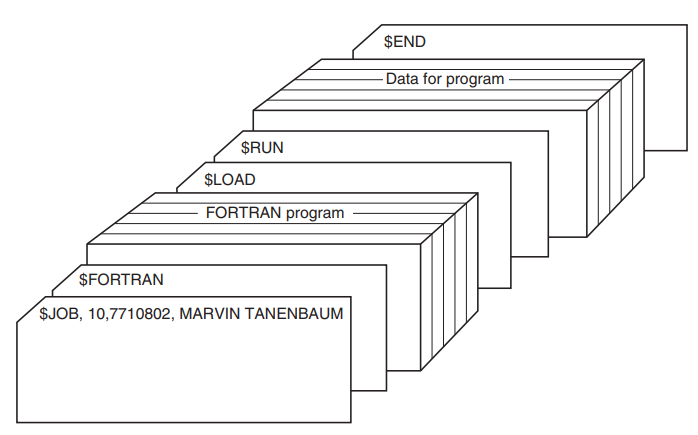 $END
Data for program
$RUN
$LOAD
FORTRAN program
$FORTRAN
$JOB, 10,7710802, MARVIN TANENBAUM